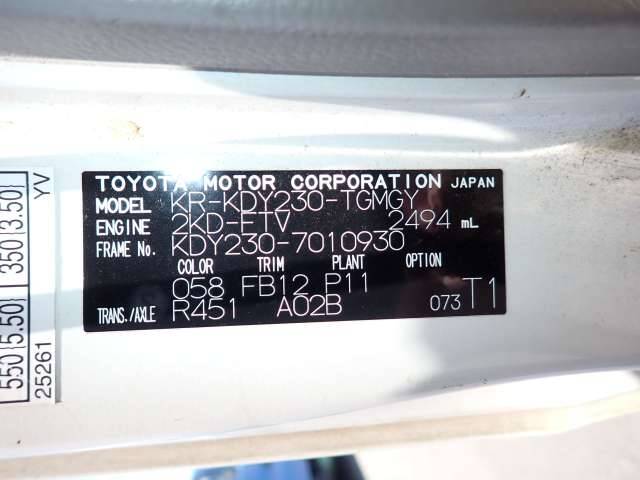 TOYOTA MOTOR CORPORATION JAPAN
MODEL KR-KDY230-TGMGY
ENGINE 2KD-FTV 2494 mL
FRAME No. KDY230-7010930
COLOR TRIM PLANT OPTION
058 FB12 P11
TRANS./AXLE R451 A02B 073 T1
550 5.50 350 3.50
25261 YV